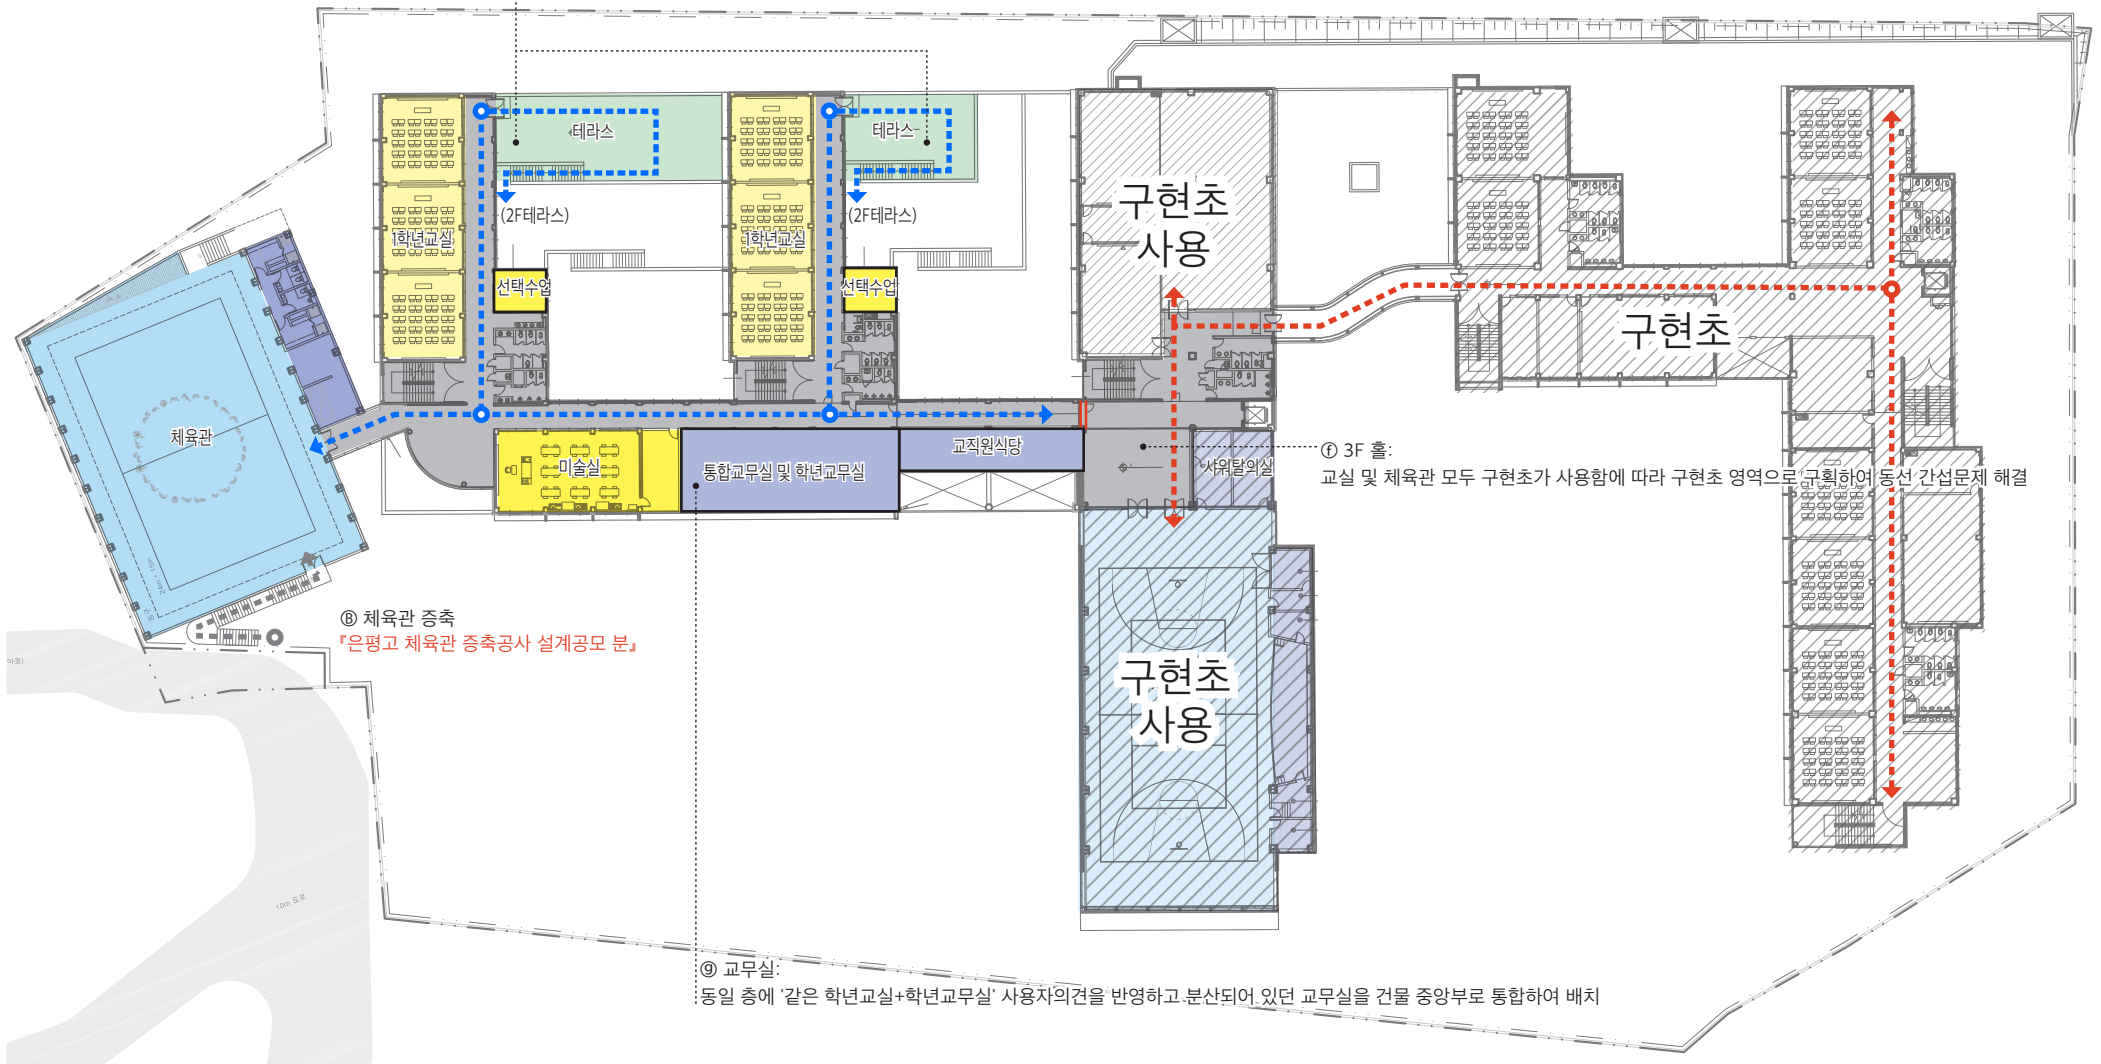 테라스
테라스
(2F테라스)
(2F테라스)
1학년교실
1학년교실
구현초
사용
선택수업
선택수업
구현초
체육관
미술실
통합교무실 및 학년교무실
교직원식당
샤워탈의실
ⓕ 3F 홀:
교실 및 체육관 모두 구현초가 사용함에 따라 구현초 영역으로 구획하여 동선 간섭문제 해결
24m × 15m
Ⓑ 체육관 증축
『은평고 체육관 증축공사 설계공모 분』
구현초
사용
10m 도로
ⓖ 교무실:
동일 층에 '같은 학년교실+학년교무실' 사용자의견을 반영하고 분산되어 있던 교무실을 건물 중앙부로 통합하여 배치